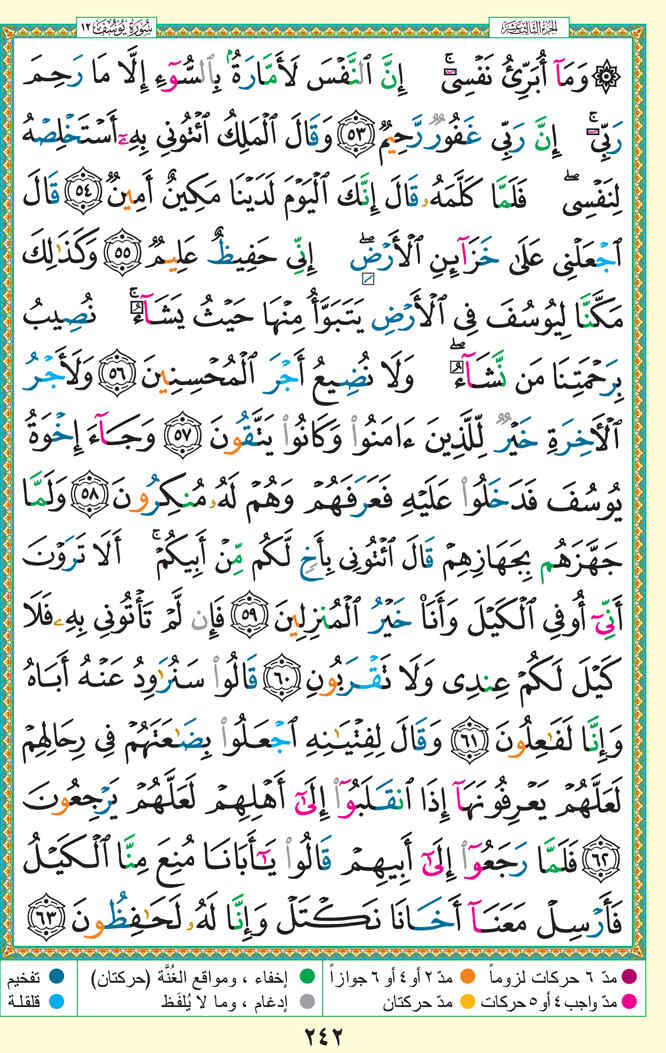 سُورَةُ يُوسُفَ ١٢
الجزء الثالث عشر
۞ وَمَآ أُبَرِّئُ نَفْسِىٓ ۚ إِنَّ ٱلنَّفْسَ لَأَمَّارَةٌۢ بِٱلسُّوٓءِ إِلَّا مَا رَحِمَ
رَبِّىٓ ۚ إِنَّ رَبِّى غَفُورٌ رَّحِيمٌ ٥٣ وَقَالَ ٱلْمَلِكُ ٱئْتُونِى بِهِۦٓ أَسْتَخْلِصْهُ
لِنَفْسِى ۖ فَلَمَّا كَلَّمَهُۥ قَالَ إِنَّكَ ٱلْيَوْمَ لَدَيْنَا مَكِينٌ أَمِينٌ ٥٤ قَالَ
ٱجْعَلْنِى عَلَىٰ خَزَآئِنِ ٱلْأَرْضِ ۖ إِنِّى حَفِيظٌ عَلِيمٌ ٥٥ وَكَذَٰلِكَ
مَكَّنَّا لِيُوسُفَ فِى ٱلْأَرْضِ يَتَبَوَّأُ مِنْهَا حَيْثُ يَشَآءُ ۚ نُصِيبُ
بِرَحْمَتِنَا مَن نَّشَآءُ ۖ وَلَا نُضِيعُ أَجْرَ ٱلْمُحْسِنِينَ ٥٦ وَلَأَجْرُ
ٱلْأَخِرَةِ خَيْرٌ لِّلَّذِينَ ءَامَنُوا۟ وَكَانُوا۟ يَتَّقُونَ ٥٧ وَجَآءَ إِخْوَةُ
يُوسُفَ فَدَخَلُوا۟ عَلَيْهِ فَعَرَفَهُمْ وَهُمْ لَهُۥ مُنكِرُونَ ٥٨ وَلَمَّا
جَهَّزَهُم بِجَهَازِهِمْ قَالَ ٱئْتُونِى بِأَخٍ لَّكُم مِّنْ أَبِيكُمْ ۚ أَلَا تَرَوْنَ
أَنِّىٓ أُوفِى ٱلْكَيْلَ وَأَنَا۠ خَيْرُ ٱلْمُنزِلِينَ ٥٩ فَإِن لَّمْ تَأْتُونِى بِهِۦ فَلَا
كَيْلَ لَكُمْ عِندِى وَلَا تَقْرَبُونِ ٦٠ قَالُوا۟ سَنُرَٰوِدُ عَنْهُ أَبَاهُ
وَإِنَّا لَفَٰعِلُونَ ٦١ وَقَالَ لِفِتْيَٰنِهِ ٱجْعَلُوا۟ بِضَٰعَتَهُمْ فِى رِحَالِهِمْ
لَعَلَّهُمْ يَعْرِفُونَهَآ إِذَا ٱنقَلَبُوٓا۟ إِلَىٰٓ أَهْلِهِمْ لَعَلَّهُمْ يَرْجِعُونَ
٦٢ فَلَمَّا رَجَعُوٓا۟ إِلَىٰٓ أَبِيهِمْ قَالُوا۟ يَٰٓأَبَانَا مُنِعَ مِنَّا ٱلْكَيْلُ
فَأَرْسِلْ مَعَنَآ أَخَانَا نَكْتَلْ وَإِنَّا لَهُۥ لَحَٰفِظُونَ ٦٣
مدّ ٦ حركات لزوماً مدّ ٢ أو ٤ أو ٦ جوازاً إخفاء ، ومواقع الغُنَّة (حركتان) تفخيم
مدّ واجب ٤ أو ٥ حركات مدّ حركتان إدغام ، وما لا يُلفَظ قلقلة
٢٤٢